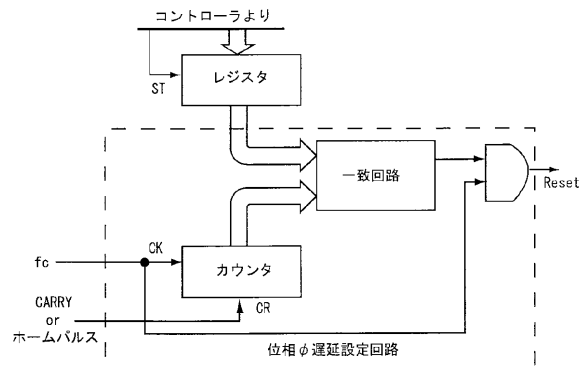 コントローラより
レジスタ
ST
一致回路
Reset
fc
CK
カウンタ
CR
CARRY
or
ホームパルス
位相φ遅延設定回路